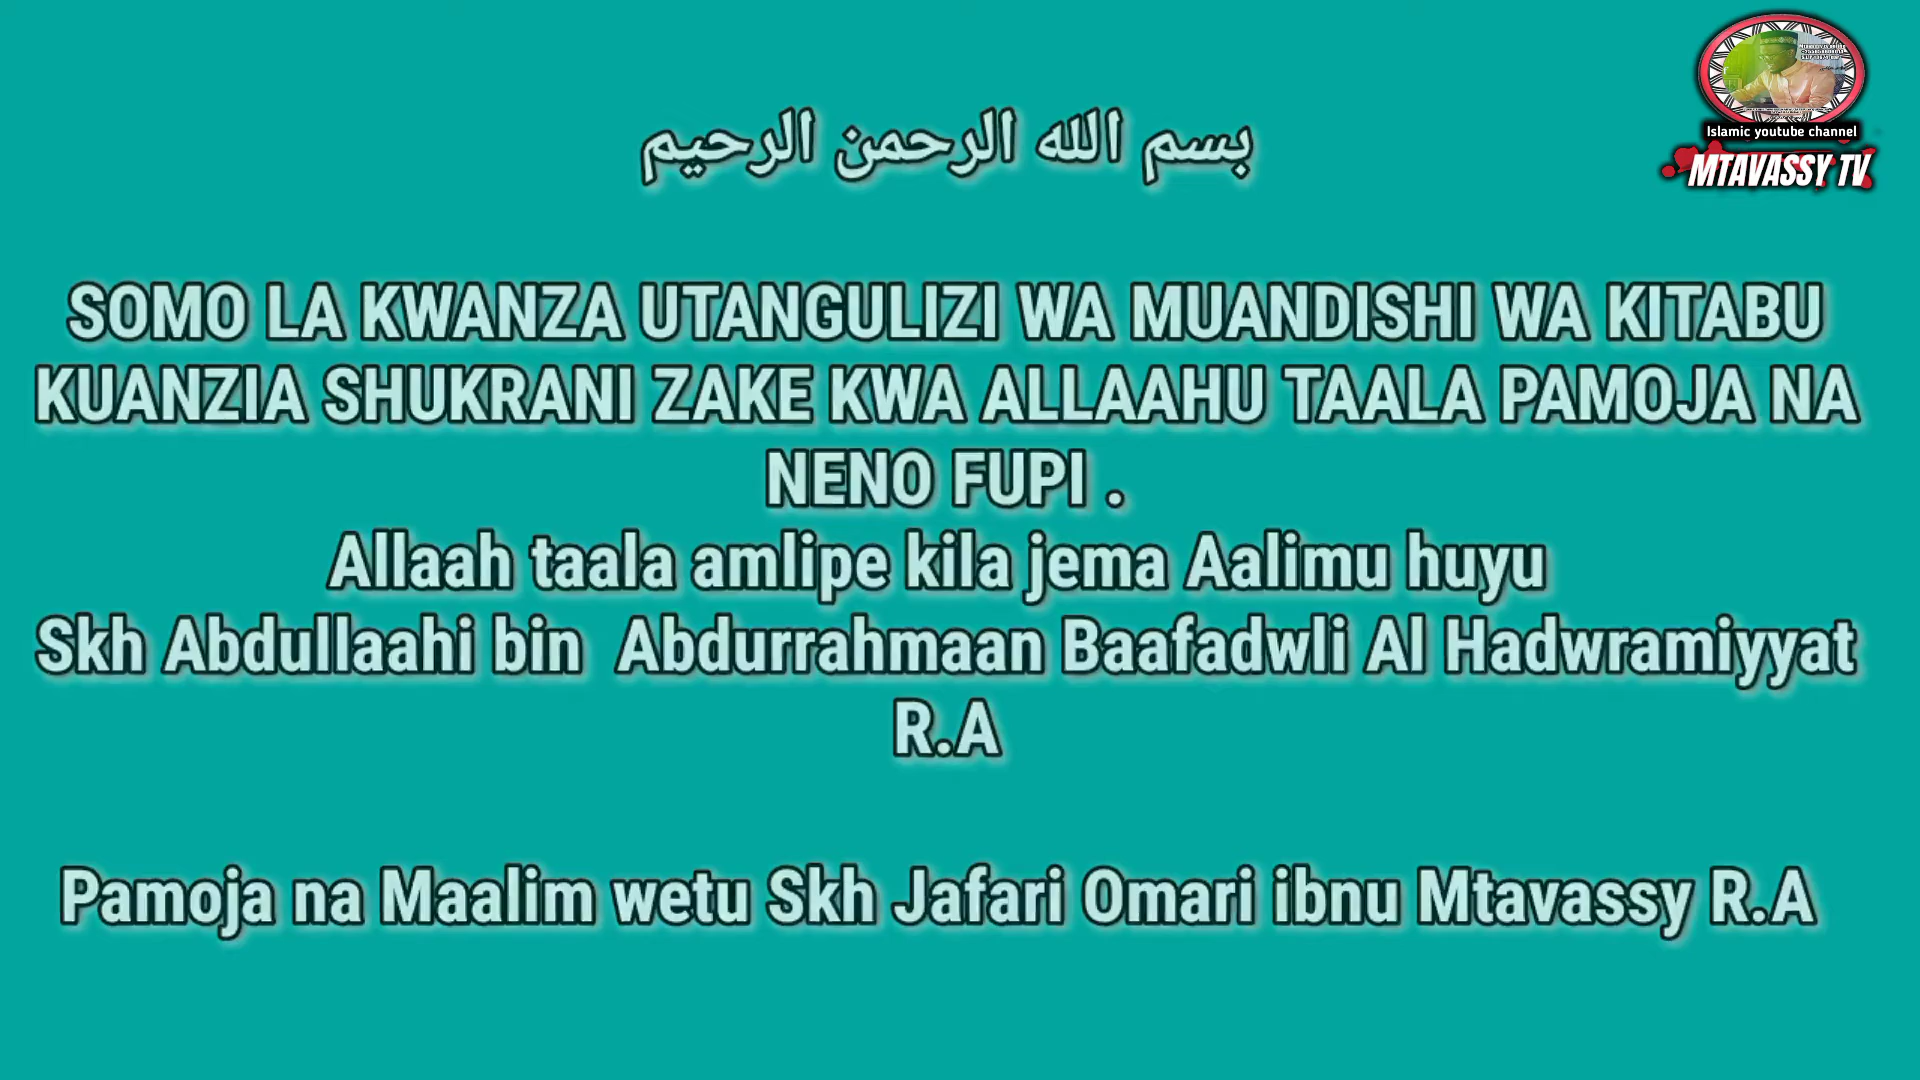 بسم الله الرحمن الرحيم
Islamic youtube channel
MTAVASSY TV
SOMO LA KWANZA UTANGULIZI WA MUANDISHI WA KITABU
KUANZIA SHUKRANI ZAKE KWA ALLAAHU TAALA PAMOJA NA
NENO FUPI .
Allaah taala amlipe kila jema Aalimu huyu
Skh Abdullaahi bin Abdurrahmaan Baafadwli Al Hadwramiyyat
R.A
Pamoja na Maalim wetu Skh Jafari Omari ibnu Mtavassy R.A